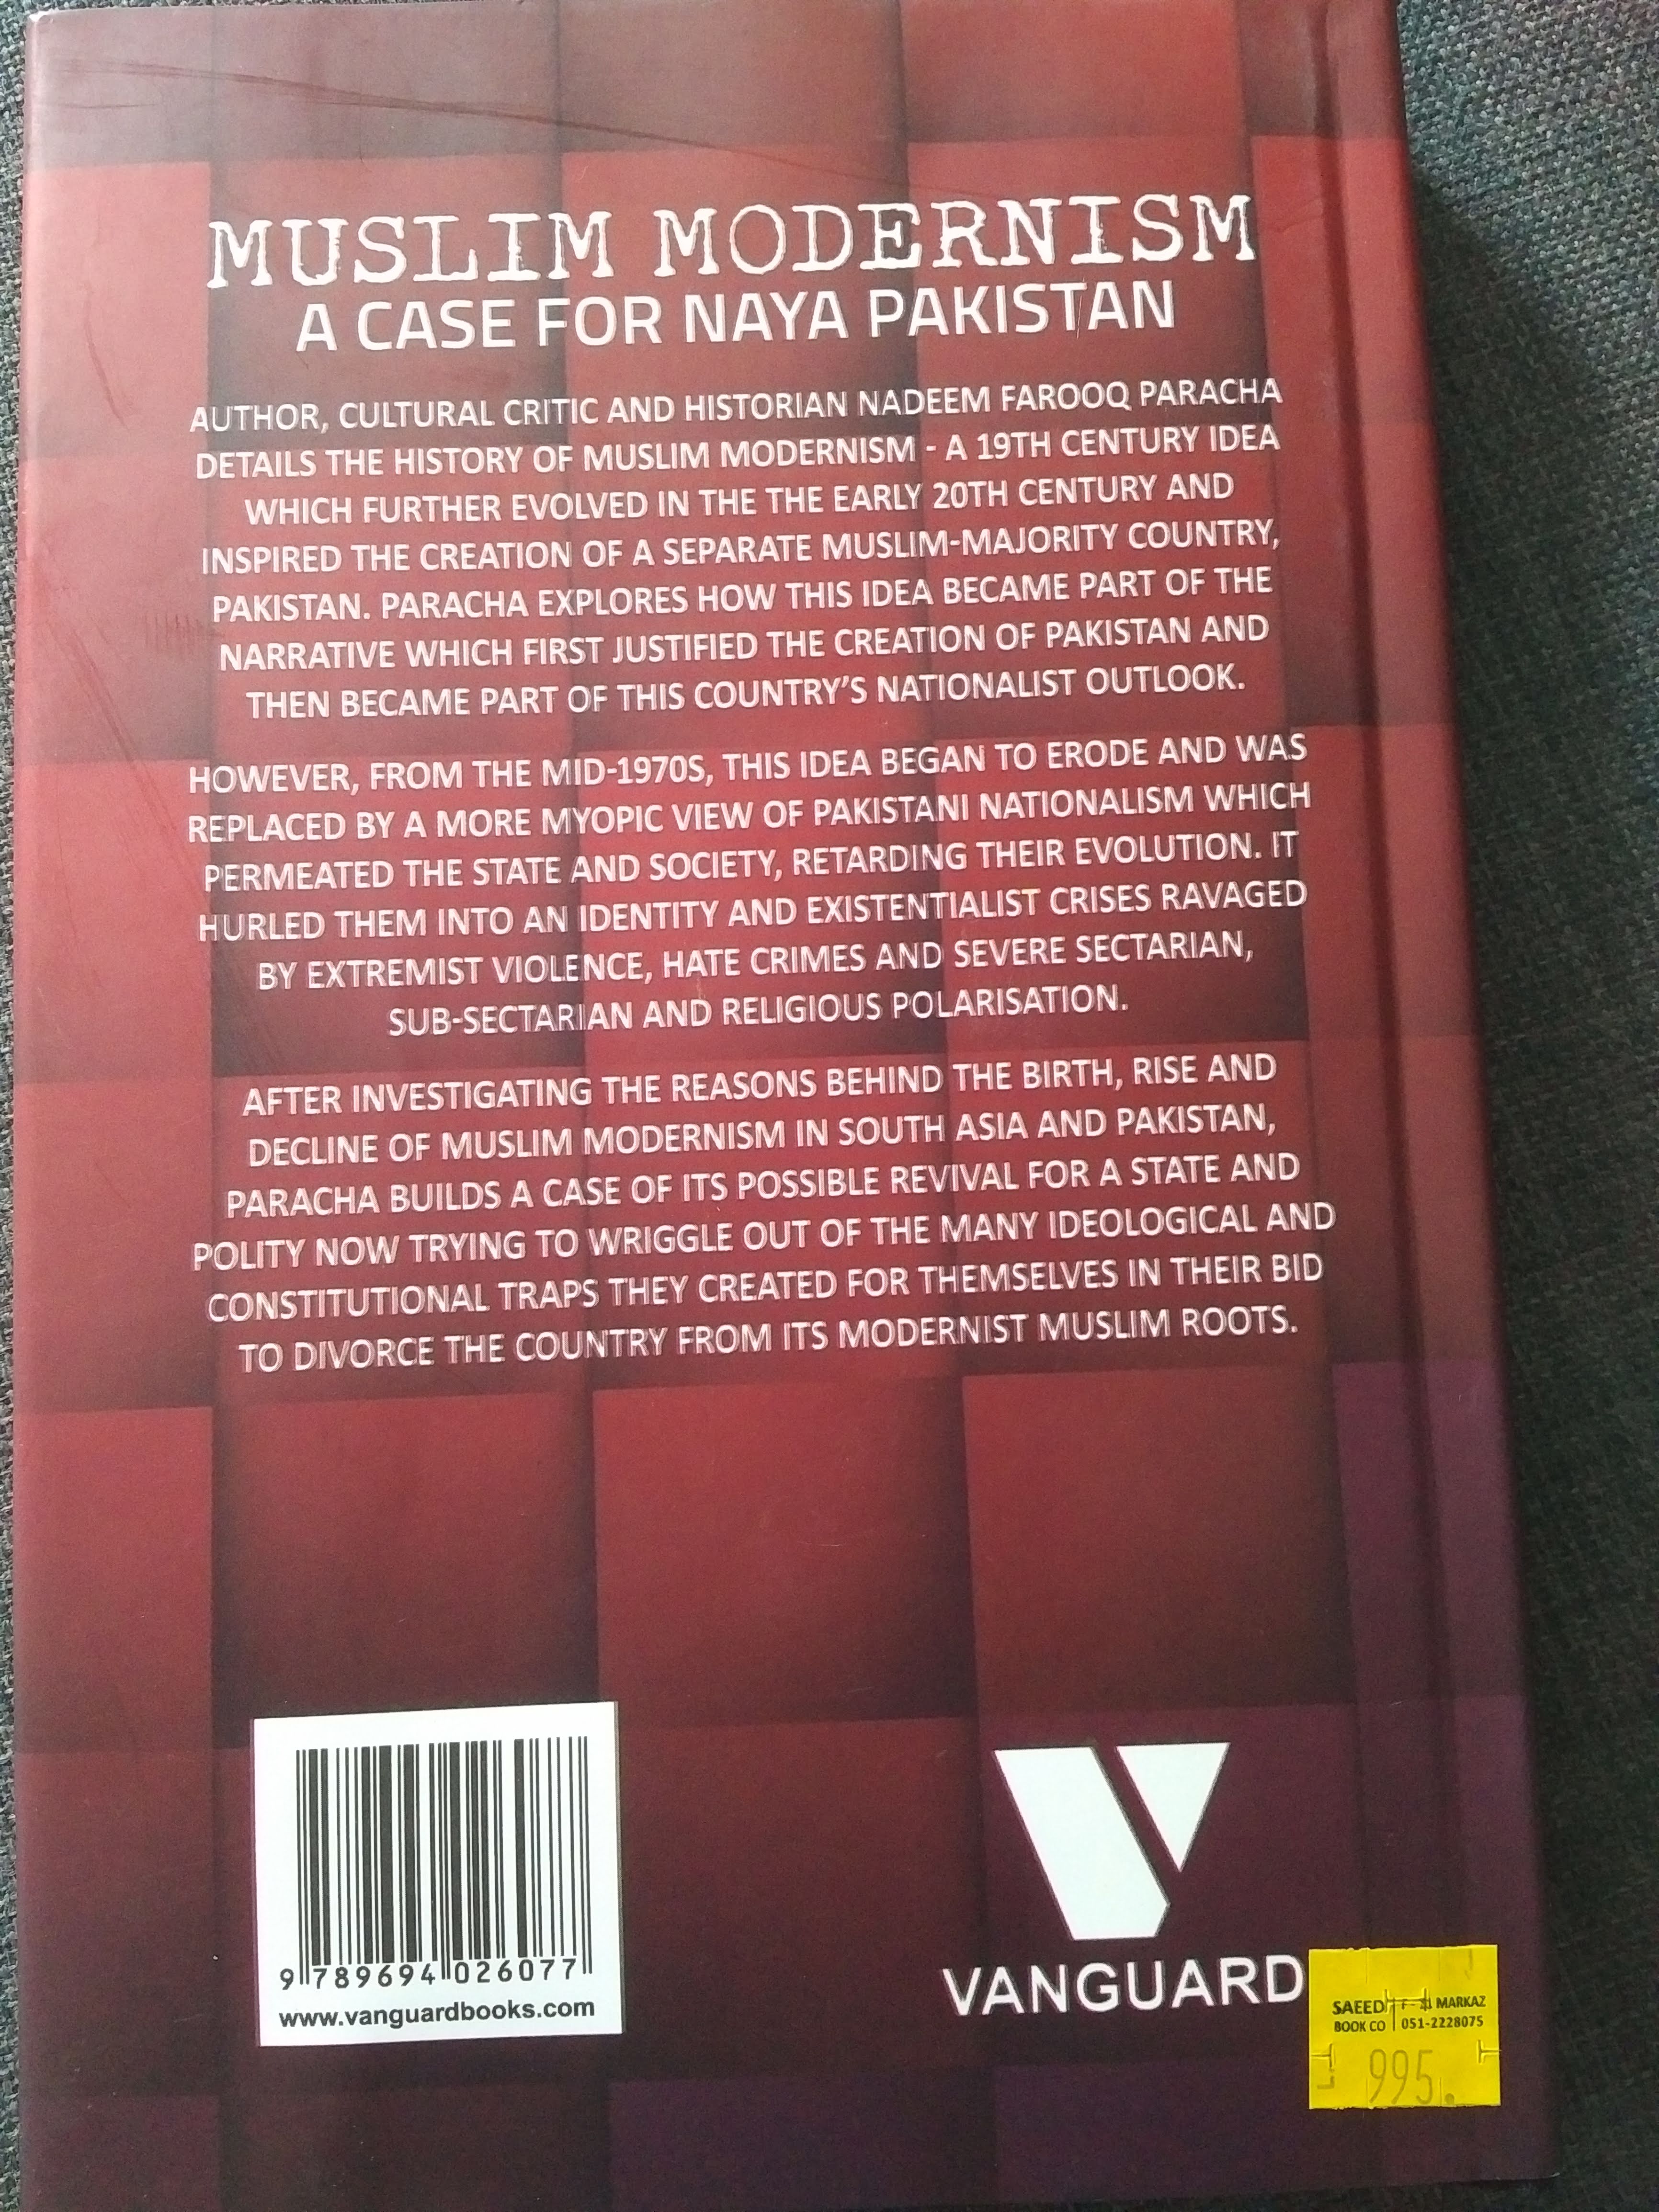 MUSLIM MODERNISM
A CASE FOR NAYA PAKISTAN
AUTHOR, CULTURAL CRITIC AND HISTORIAN NADEEM FAROOQ PARACHA
DETAILS THE HISTORY OF MUSLIM MODERNISM - A 19TH CENTURY IDEA
WHICH FURTHER EVOLVED IN THE THE EARLY 20TH CENTURY AND
INSPIRED THE CREATION OF A SEPARATE MUSLIM-MAJORITY COUNTRY,
PAKISTAN. PARACHA EXPLORES HOW THIS IDEA BECAME PART OF THE
NARRATIVE WHICH FIRST JUSTIFIED THE CREATION OF PAKISTAN AND
THEN BECAME PART OF THIS COUNTRY'S NATIONALIST OUTLOOK.
HOWEVER, FROM THE MID-1970S, THIS IDEA BEGAN TO ERODE AND WAS
REPLACED BY A MORE MYOPIC VIEW OF PAKISTANI NATIONALISM WHICH
PERMEATED THE STATE AND SOCIETY, RETARDING THEIR EVOLUTION. IT
HURLED THEM INTO AN IDENTITY AND EXISTENTIALIST CRISES RAVAGED
BY EXTREMIST VIOLENCE, HATE CRIMES AND SEVERE SECTARIAN,
SUB-SECTARIAN AND RELIGIOUS POLARISATION.
AFTER INVESTIGATING THE REASONS BEHIND THE BIRTH, RISE AND
DECLINE OF MUSLIM MODERNISM IN SOUTH ASIA AND PAKISTAN,
PARACHA BUILDS A CASE OF ITS POSSIBLE REVIVAL FOR A STATE AND
POLITY NOW TRYING TO WRIGGLE OUT OF THE MANY IDEOLOGICAL AND
CONSTITUTIONAL TRAPS THEY CREATED FOR THEMSELVES IN THEIR BID
TO DIVORCE THE COUNTRY FROM ITS MODERNIST MUSLIM ROOTS.
9 789694 026077
www.vanguardbooks.com
VANGUARD
SAEED MARKAZ
BOOK CO 051-2228075
995.